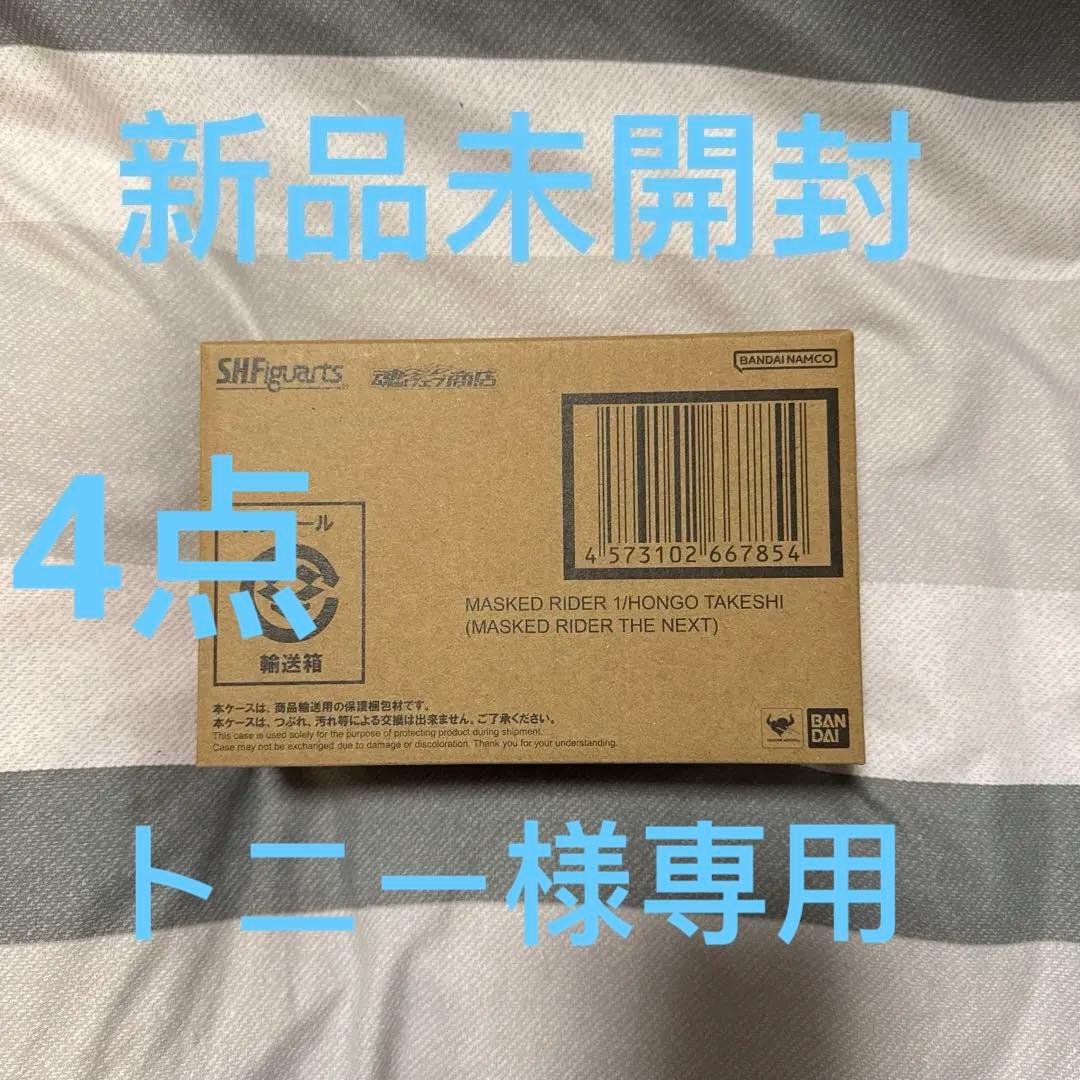 新品未開封
S.H.Figuarts 魂ウェブ商店
BANDAI NAMCO
4 573102 667854
4点
ール
輸送箱
MASKED RIDER 1/HONGO TAKESHI
(MASKED RIDER THE NEXT)
本ケースは、商品輸送用の保護梱包材です。
本ケースは、つぶれ、汚れ等による交換は出来ません。ご了承ください。
This case is used solely for the purpose of protecting product during shipment.
Case may not be exchanged due to damage or discoloration. Thank you for your understanding.
BAN
DAI
トニー様専用